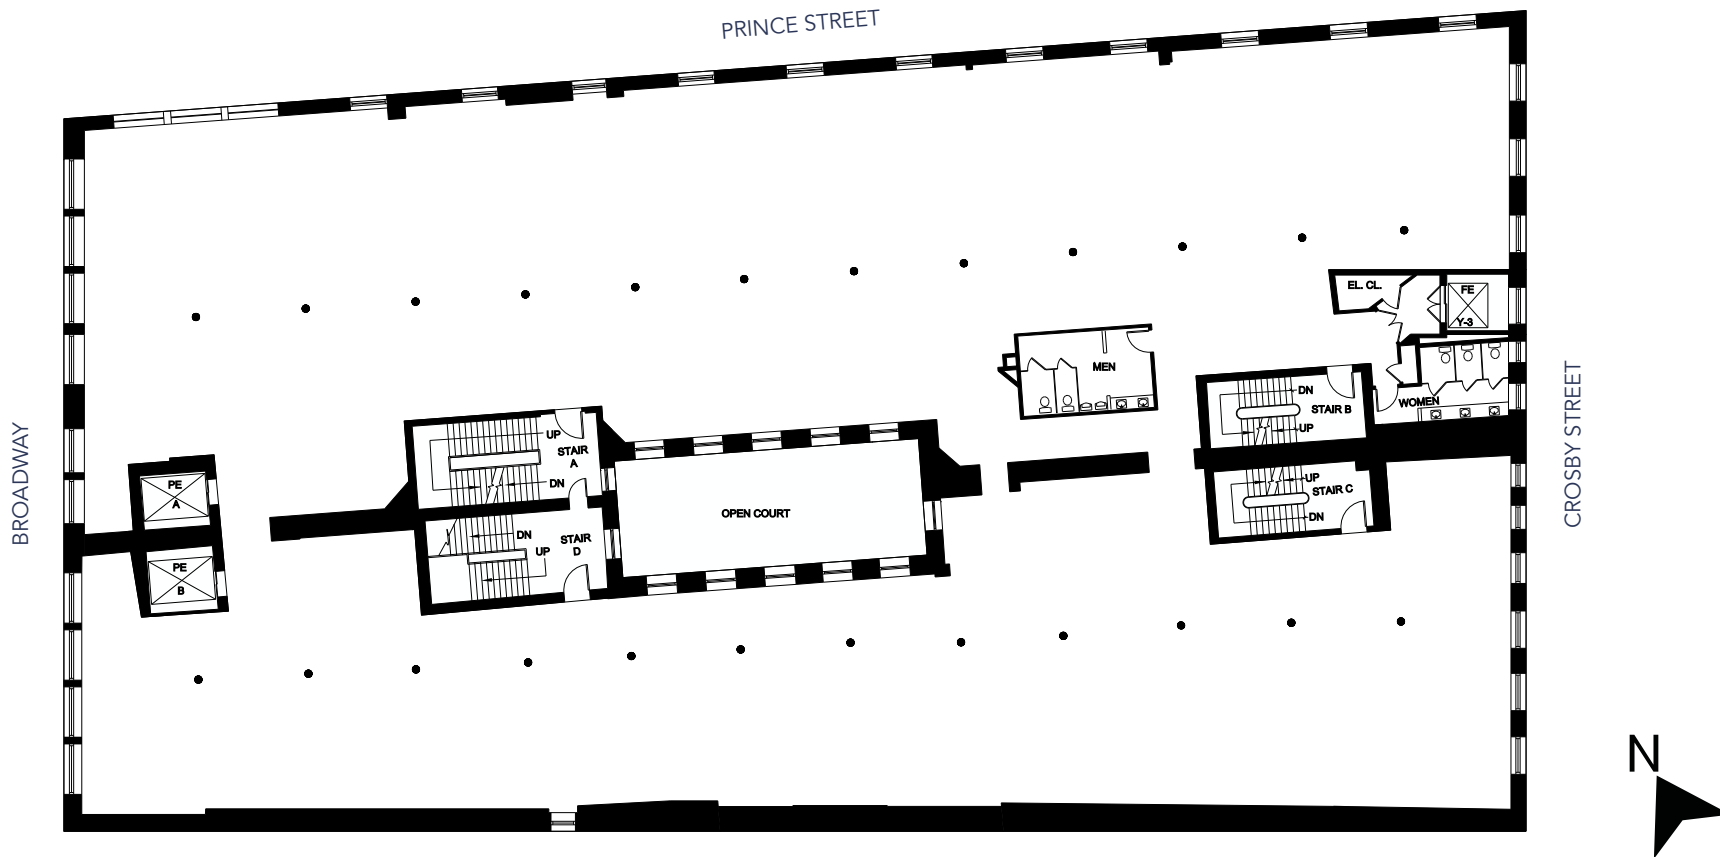 PRINCE STREET
EL. CL.
FE
Y-3
MEN
DN
STAIR B
UP
WOMEN
UP
STAIR
A
DN
BROADWAY
CROSBY STREET
PE
A
UP
STAIR C
DN
OPEN COURT
DN
UP
STAIR
D
PE
B
N